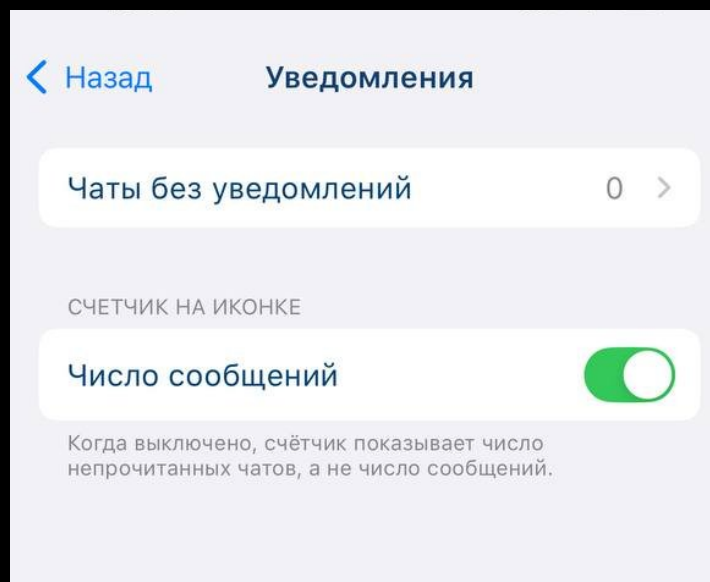 Назад
Уведомления
Чаты без уведомлений 0
СЧЕТЧИК НА ИКОНКЕ
Число сообщений
Когда выключено, счётчик показывает число
непрочитанных чатов, а не число сообщений.